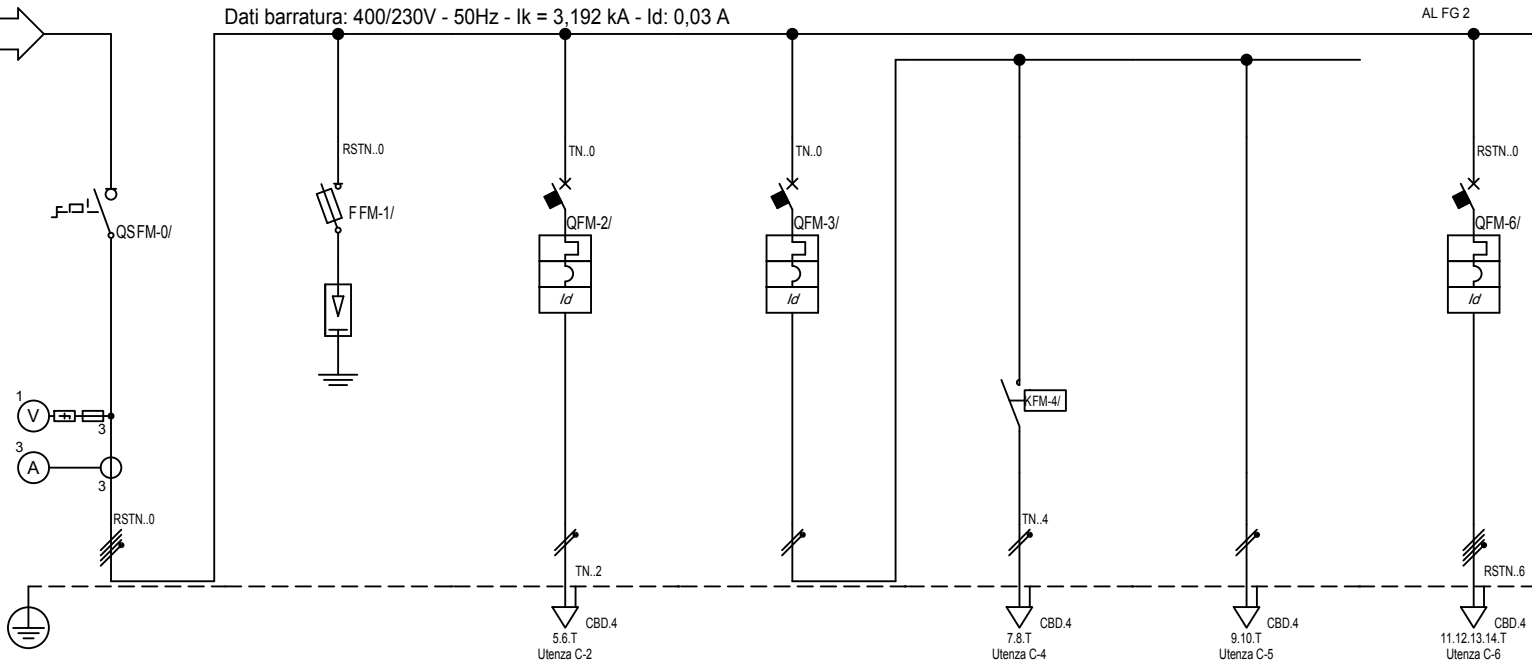 Dati barratura: 400/230V - 50Hz - Ik = 3,192 kA - Id: 0,03 A
AL FG 2
RSTN..0
TN..0
TN..0
RSTN..0
QSFM-0/
F FM-1/
QFM-2/
QFM-3/
QFM-6/
Id
Id
Id
KFM-4/
1
V
3
3
A
3
RSTN..0
TN..4
TN..2
RSTN..6
CBD.4
CBD.4
CBD.4
CBD.4
5.6.T
7.8.T
9.10.T
11.12.13.14.T
Utenza C-2
Utenza C-4
Utenza C-5
Utenza C-6